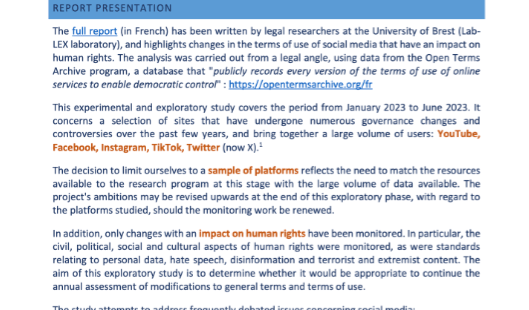 REPORT PRESENTATION
The full report (in French) has been written by legal researchers at the University of Brest (Lab-
LEX laboratory), and highlights changes in the terms of use of social media that have an impact on
human rights. The analysis was carried out from a legal angle, using data from the Open Terms
Archive program, a database that "publicly records every version of the terms of use of online
services to enable democratic control" : https://opentermsarchive.org/fr
This experimental and exploratory study covers the period from January 2023 to June 2023. It
concerns a selection of sites that have undergone numerous governance changes and
controversies over the past few years, and bring together a large volume of users: YouTube,
Facebook, Instagram, TikTok, Twitter (now X).1
The decision to limit ourselves to a sample of platforms reflects the need to match the resources
available to the research program at this stage with the large volume of data available. The
project's ambitions may be revised upwards at the end of this exploratory phase, with regard to
the platforms studied, should the monitoring work be renewed.
In addition, only changes with an impact on human rights have been monitored. In particular, the
civil, political, social and cultural aspects of human rights were monitored, as were standards
relating to personal data, hate speech, disinformation and terrorist and extremist content. The
aim of this exploratory study is to determine whether it would be appropriate to continue the
annual assessment of modifications to general terms and terms of use.
The study attempts to address frequently debated issues concerning social media: